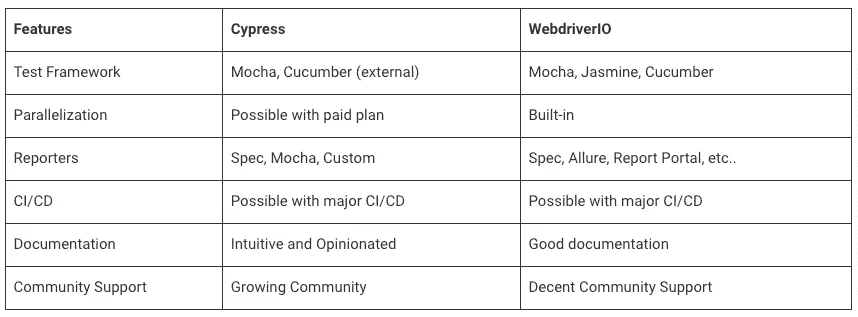 Features Cypress WebdriverIO
Test Framework Mocha, Cucumber (external) Mocha, Jasmine, Cucumber
Parallelization Possible with paid plan Built-in
Reporters Spec, Mocha, Custom Spec, Allure, Report Portal, etc..
CI/CD Possible with major CI/CD Possible with major CI/CD
Documentation Intuitive and Opinionated Good documentation
Community Support Growing Community Decent Community Support